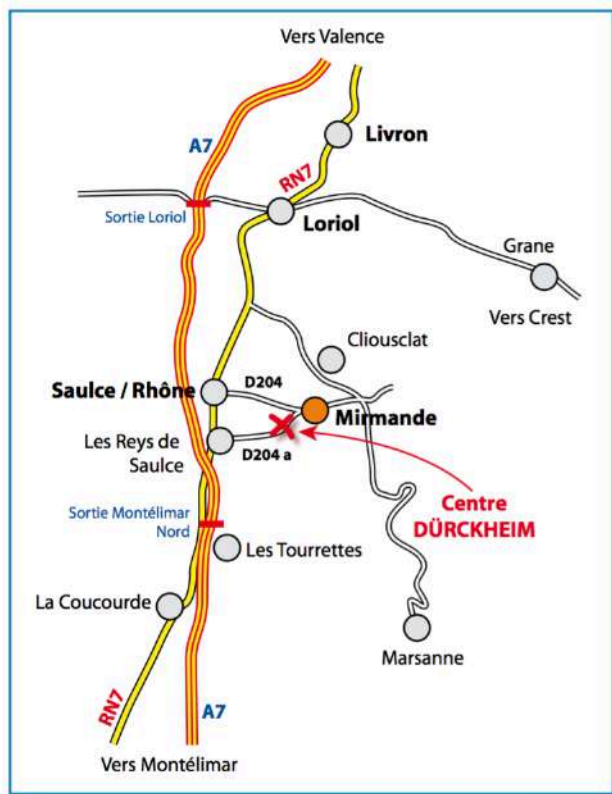 Vers Valence
A7
Livron
RN7
Sortie Loriol
Loriol
Grane
Vers Crest
Cliousclat
Saulce / Rhône
D204
Mirmande
Les Reys de
Saulce
D204 a
Centre
DÜRCKHEIM
Sortie Montélimar
Nord
Les Tourrettes
La Coucourde
Marsanne
RN7
A7
Vers Montélimar